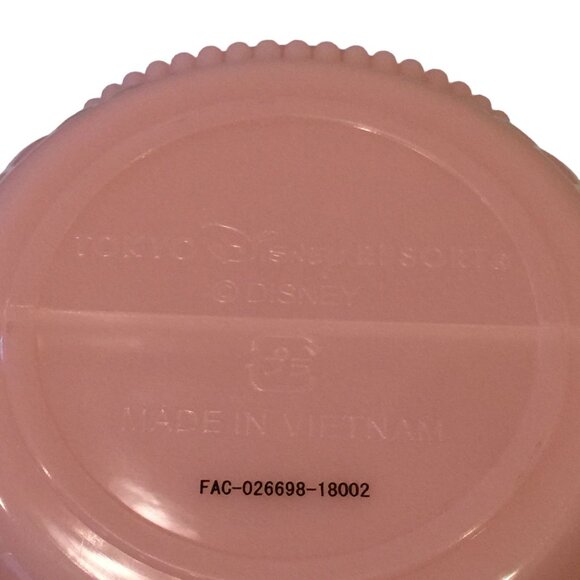 TOKYO Disney RESORT®
©DISNEY
MADE IN VIETNAM
FAC-026698-18002